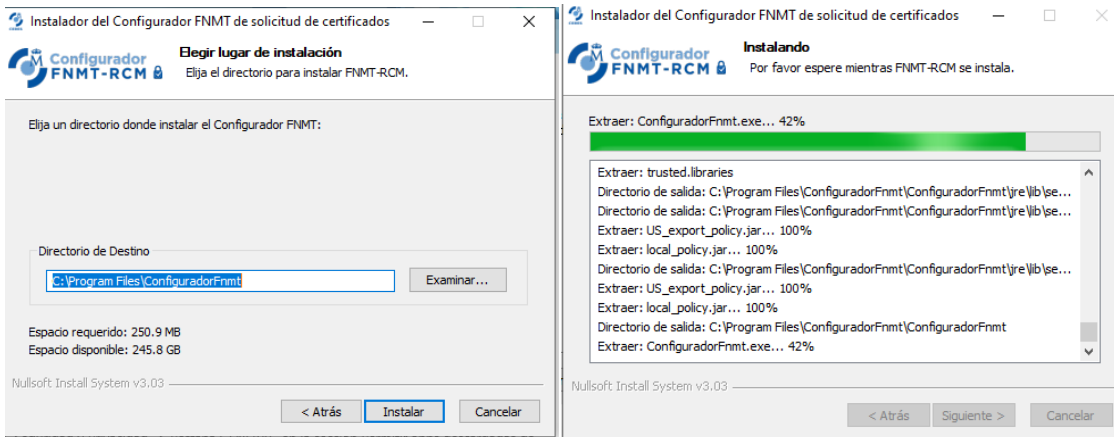 Instalador del Configurador FNMT de solicitud de certificados
Configurador
FNMT-RCM
Elegir lugar de instalación
Elija el directorio para instalar FNMT-RCM.
Elija un directorio donde instalar el Configurador FNMT:
Directorio de Destino
C:\Program Files\ConfiguradorFnmt
Examinar...
Espacio requerido: 250.9 MB
Espacio disponible: 245.8 GB
Nullsoft Install System v3.03
< Atrás
Instalar
Cancelar
Instalador del Configurador FNMT de solicitud de certificados
Configurador
FNMT-RCM
Instalando
Por favor espere mientras FNMT-RCM se instala.
Extraer: ConfiguradorFnmt.exe... 42%
Extraer: trusted.libraries
Directorio de salida: C:\Program Files\ConfiguradorFnmt\ConfiguradorFnmt\jre\lib\se...
Directorio de salida: C:\Program Files\ConfiguradorFnmt\ConfiguradorFnmt\jre\lib\se...
Extraer: US_export_policy.jar... 100%
Extraer: local_policy.jar... 100%
Directorio de salida: C:\Program Files\ConfiguradorFnmt\ConfiguradorFnmt\jre\lib\se...
Extraer: US_export_policy.jar... 100%
Extraer: local_policy.jar... 100%
Directorio de salida: C:\Program Files\ConfiguradorFnmt\ConfiguradorFnmt
Extraer: ConfiguradorFnmt.exe... 42%
Nullsoft Install System v3.03
< Atrás
Siguiente >
Cancelar